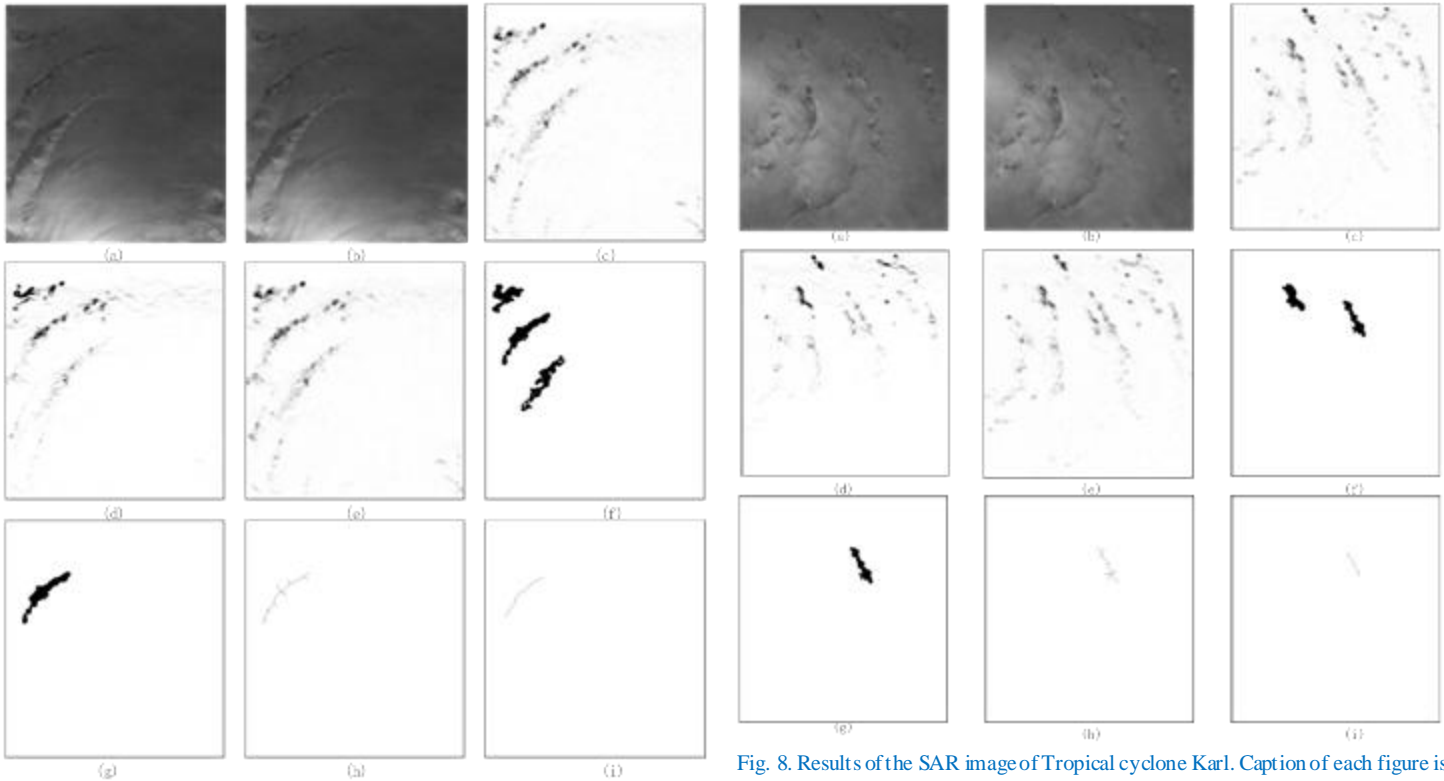 (a)
(b)
(c)
(d)
(e)
(f)
(g)
(h)
(i)
(a)
(b)
(c)
(d)
(e)
(f)
(g)
(h)
(i)
Fig. 8. Results of the SAR image of Tropical cyclone Karl. Caption of each figure is